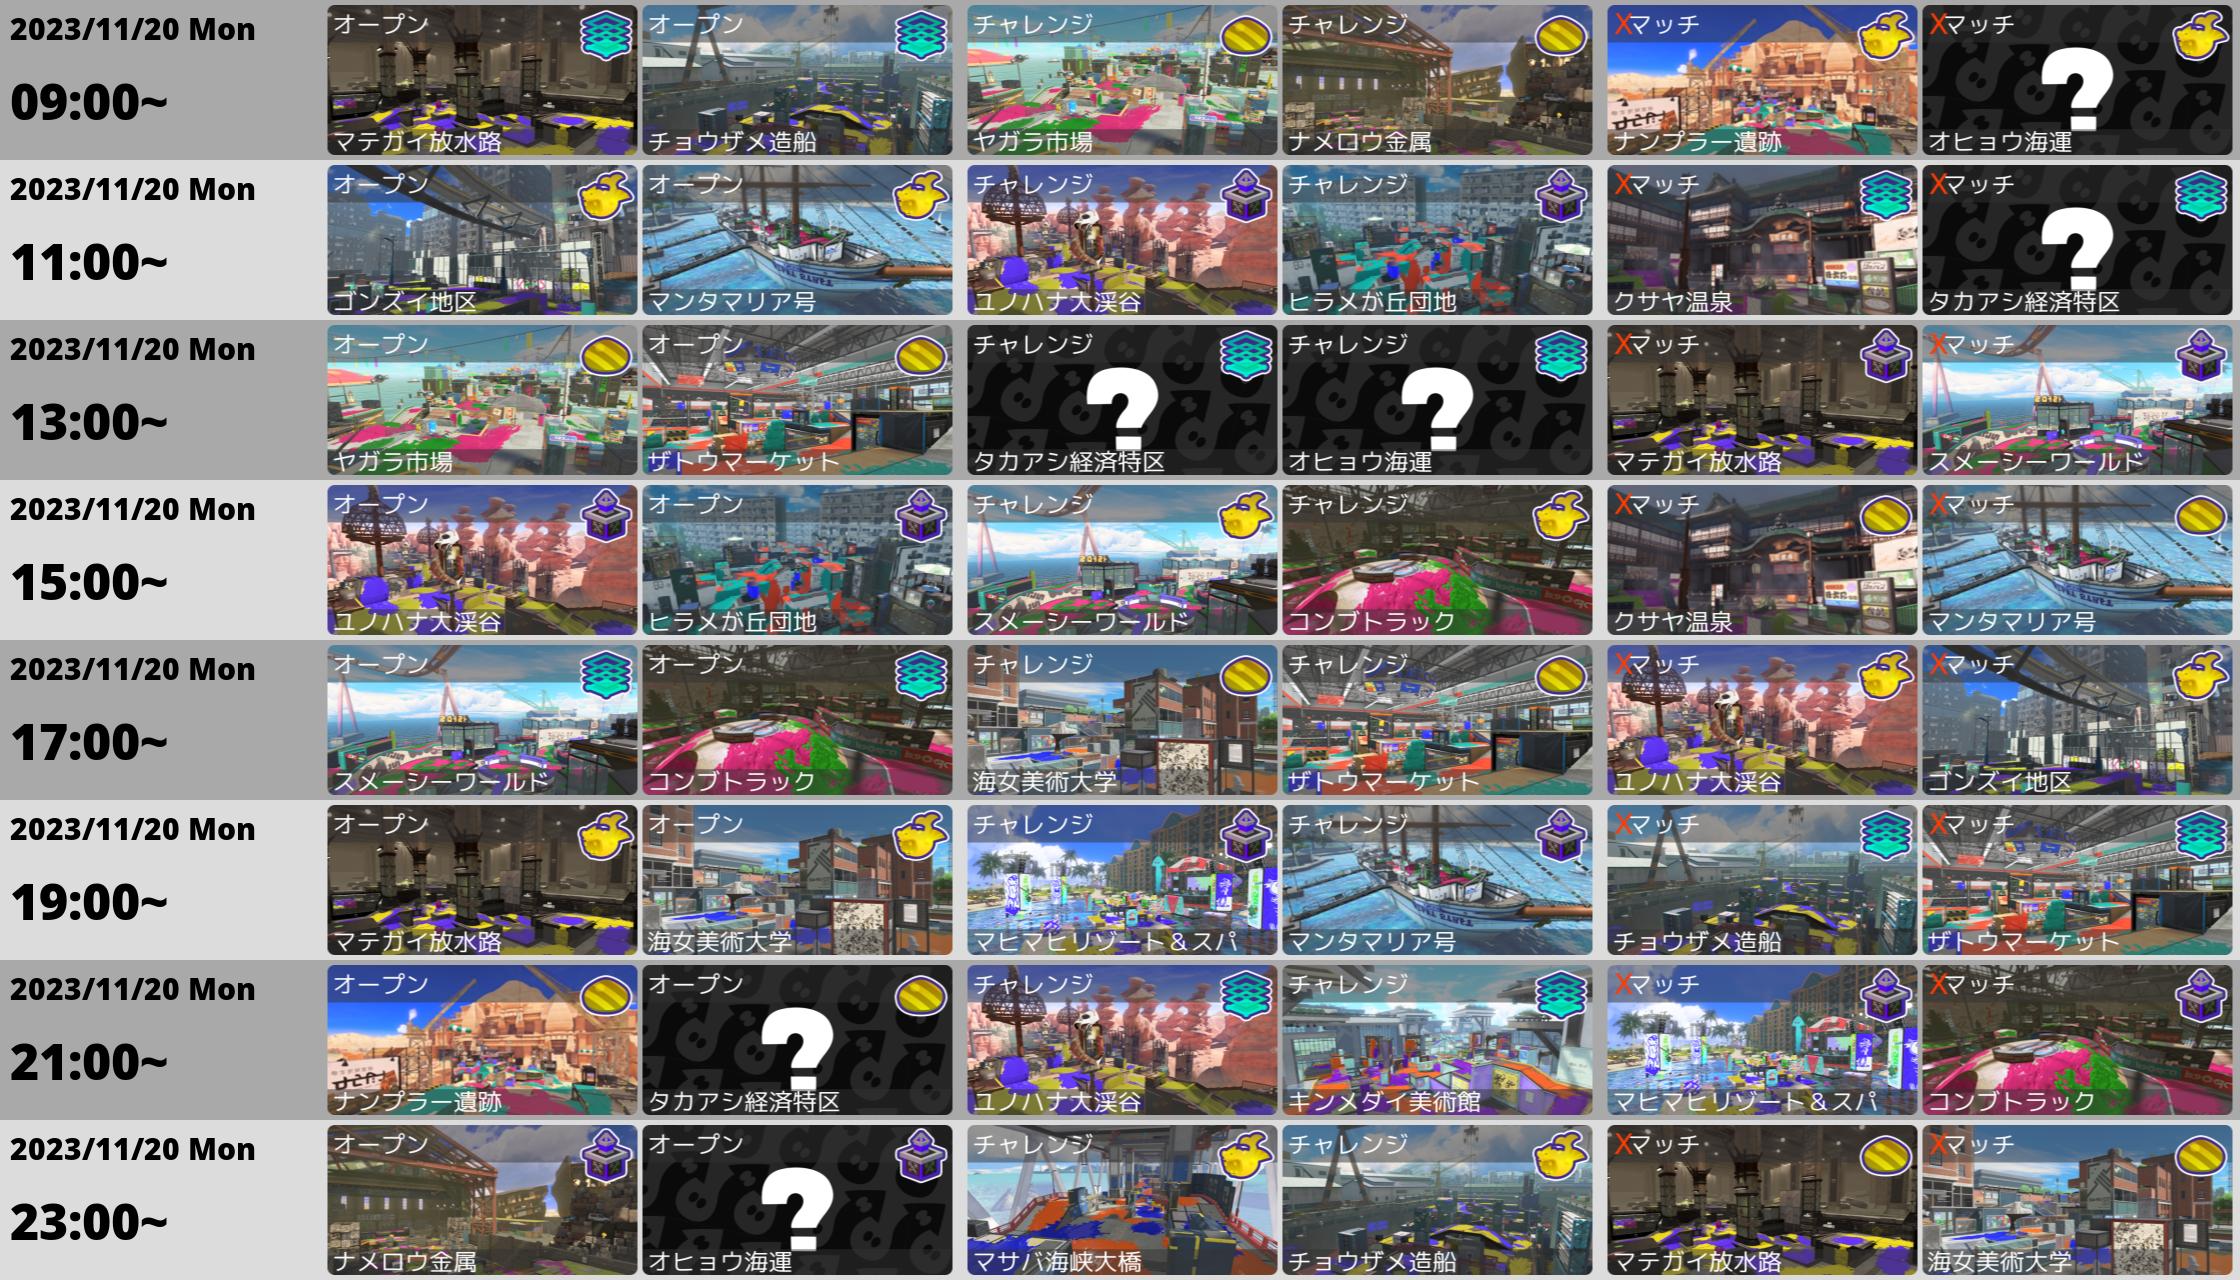 2023/11/20 Mon
09:00~
オープン
マテガイ放水路
オープン
チョウザメ造船
チャレンジ
ヤガラ市場
チャレンジ
ナメロウ金属
Xマッチ
ナンプラー遺跡
Xマッチ
?
オヒョウ海運
2023/11/20 Mon
11:00~
オープン
ゴンズイ地区
オープン
マンタマリア号
チャレンジ
ユノハナ大渓谷
チャレンジ
ヒラメが丘団地
Xマッチ
クサヤ温泉
Xマッチ
?
タカアシ経済特区
2023/11/20 Mon
13:00~
オープン
ヤガラ市場
オープン
ザトウマーケット
チャレンジ
?
タカアシ経済特区
チャレンジ
?
オヒョウ海運
Xマッチ
マテガイ放水路
Xマッチ
スメーシーワールド
2023/11/20 Mon
15:00~
オープン
ユノハナ大渓谷
オープン
ヒラメが丘団地
チャレンジ
スメーシーワールド
チャレンジ
コンブトラック
Xマッチ
クサヤ温泉
Xマッチ
マンタマリア号
2023/11/20 Mon
17:00~
オープン
スメーシーワールド
オープン
コンブトラック
チャレンジ
海女美術大学
チャレンジ
ザトウマーケット
Xマッチ
ユノハナ大渓谷
Xマッチ
ゴンズイ地区
2023/11/20 Mon
19:00~
オープン
マテガイ放水路
オープン
海女美術大学
チャレンジ
マヒマヒリゾート&スパ
チャレンジ
マンタマリア号
Xマッチ
チョウザメ造船
Xマッチ
ザトウマーケット
2023/11/20 Mon
21:00~
オープン
ナンプラー遺跡
オープン
?
タカアシ経済特区
チャレンジ
ユノハナ大渓谷
チャレンジ
キンメダイ美術館
Xマッチ
マヒマヒリゾート&スパ
Xマッチ
コンブトラック
2023/11/20 Mon
23:00~
オープン
ナメロウ金属
オープン
?
オヒョウ海運
チャレンジ
マサバ海峡大橋
チャレンジ
チョウザメ造船
Xマッチ
マテガイ放水路
Xマッチ
海女美術大学